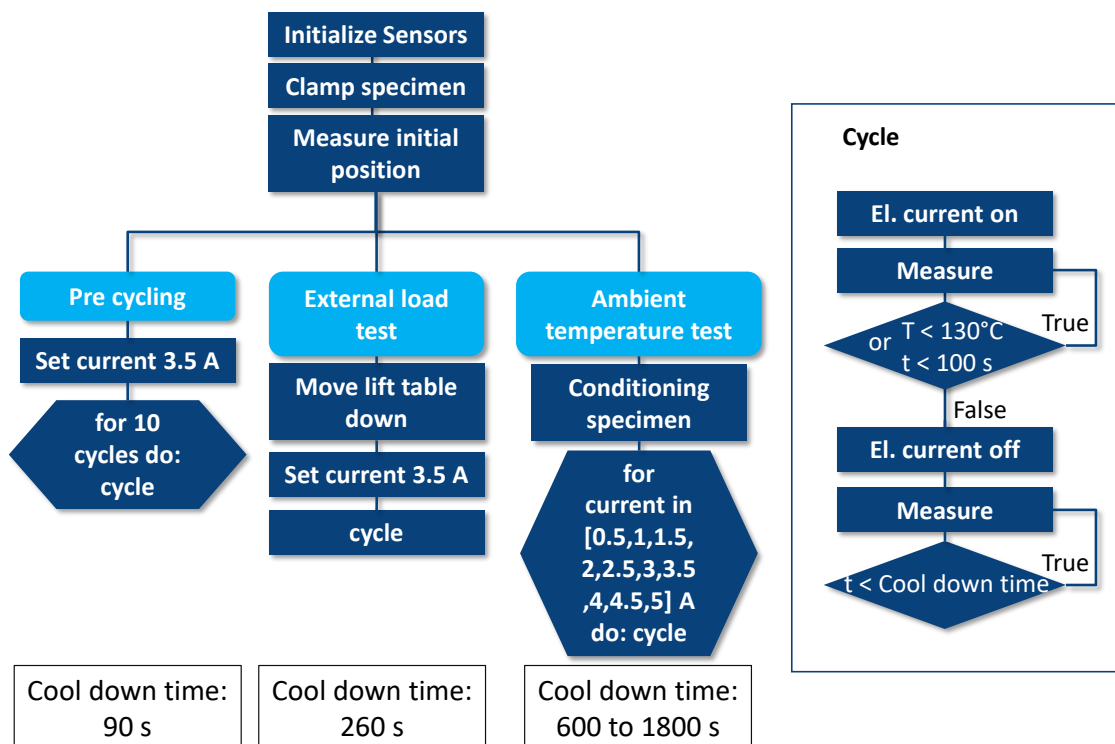 Initialize Sensors
Clamp specimen
Measure initial
position
Pre cycling
Set current 3.5 A
for 10
cycles do:
cycle
Cool down time:
90 s
External load
test
Move lift table
down
Set current 3.5 A
cycle
Cool down time:
260 s
Ambient
temperature test
Conditioning
specimen
for
current in
[0.5,1,1.5,
2,2.5,3,3.5
,4,4.5,5] A
do: cycle
Cool down time:
600 to 1800 s
Cycle
El. current on
Measure
or T < 130°C
t < 100 s
True
False
El. current off
Measure
True
t < Cool down time